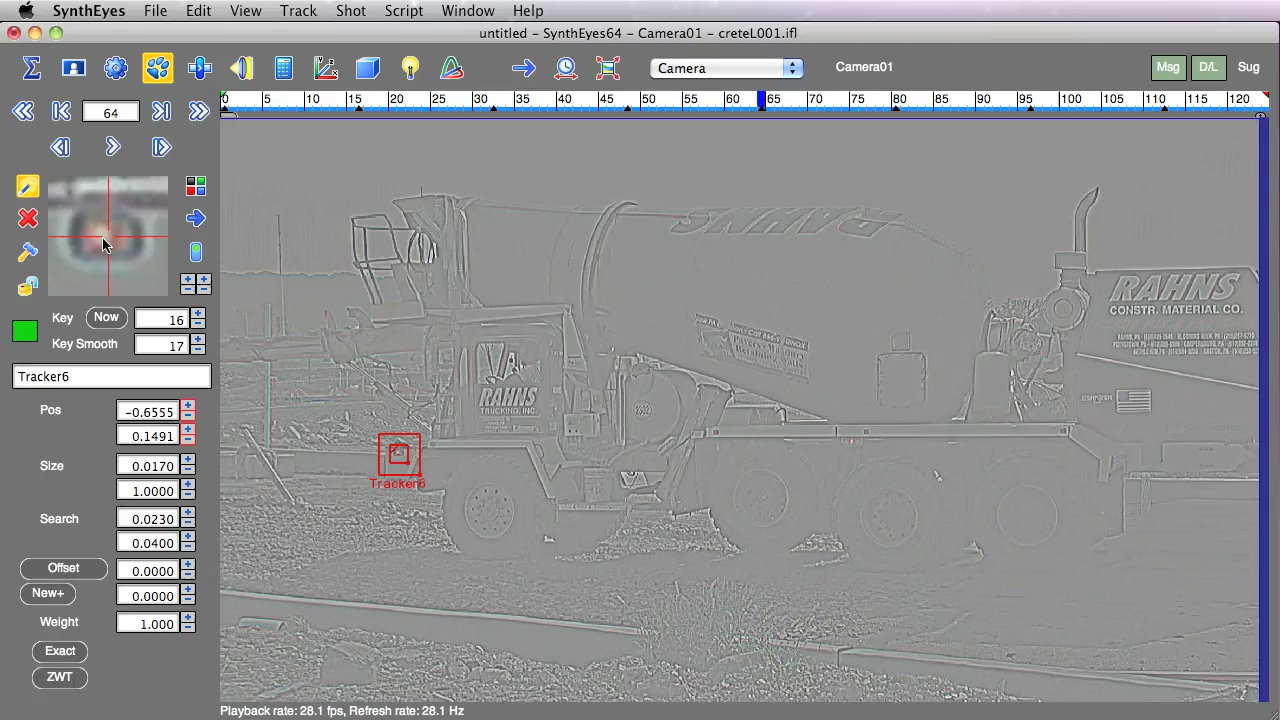 SynthEyes File Edit View Track Shot Script Window Help
untitled - SynthEyes64 - Camera01 - creteL001.ifl
Camera
Camera01
Msg
D/L
Sug
64
0 5 10 15 20 25 30 35 40 45 50 55 60 65 70 75 80 85 90 95 100 105 110 115 120
Key Now 16
Key Smooth 17
Tracker6
Pos -0.6555
0.1491
Size 0.0170
1.0000
Search 0.0230
0.0400
Offset 0.0000
New+ 0.0000
Weight 1.000
Exact
ZWT
RAHNS
RAHNS
CONSTR. MATERIAL CO.
RAHNS
TRUCKING, INC.
Tracker6
Playback rate: 28.1 fps, Refresh rate: 28.1 Hz